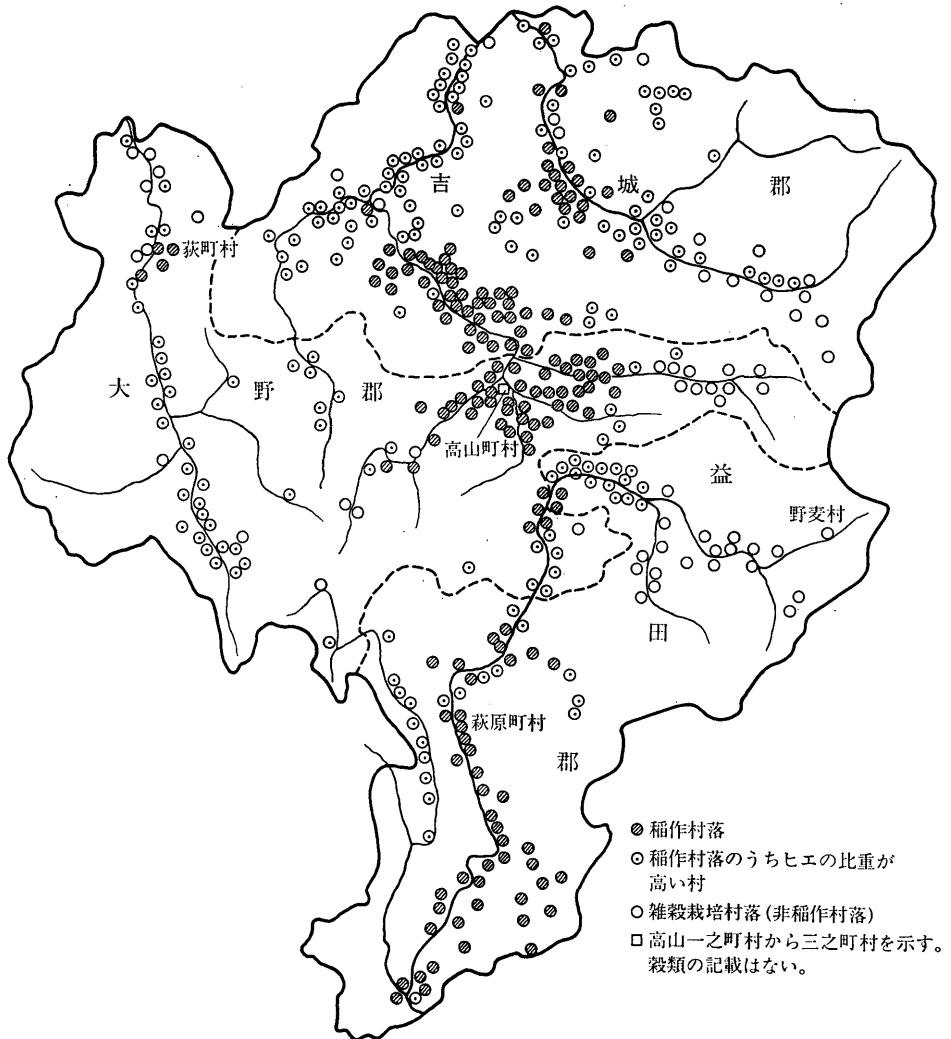 吉城郡
荻町村
大野郡
高山町村
益田郡
野麦村
萩原町村
稲作村落
稲作村落のうちヒエの比重が
高い村
雑穀栽培村落(非稲作村落)
高山一之町村から三之町村を示す。
穀類の記載はない。